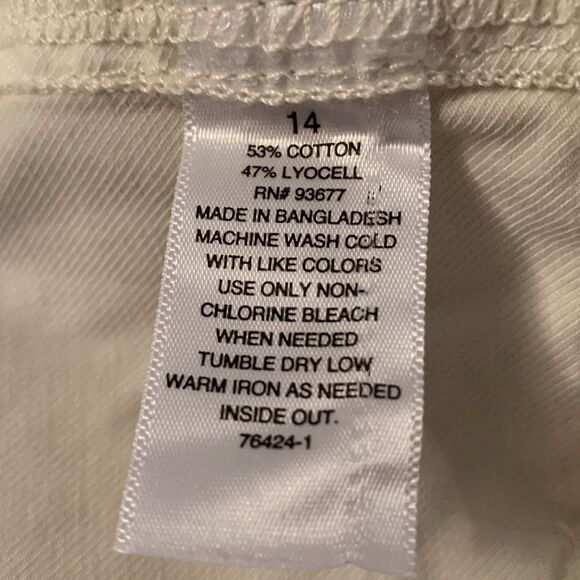 14
53% COTTON
47% LYOCELL
RN# 93677
MADE IN BANGLADESH
MACHINE WASH COLD
WITH LIKE COLORS
USE ONLY NON-
CHLORINE BLEACH
WHEN NEEDED
TUMBLE DRY LOW
WARM IRON AS NEEDED
INSIDE OUT.
76424-1